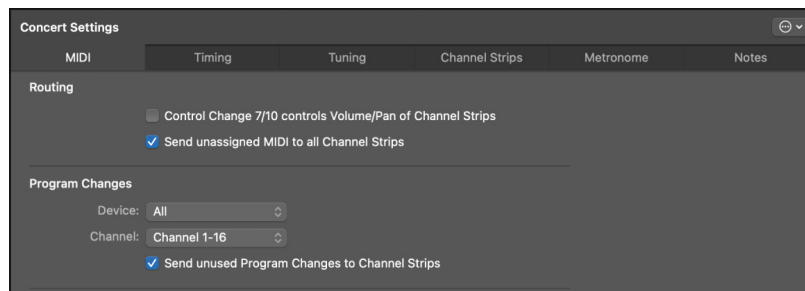 Concert Settings
MIDI Timing Tuning Channel Strips Metronome Notes
Routing
Control Change 7/10 controls Volume/Pan of Channel Strips
Send unassigned MIDI to all Channel Strips
Program Changes
Device: All
Channel: Channel 1-16
Send unused Program Changes to Channel Strips